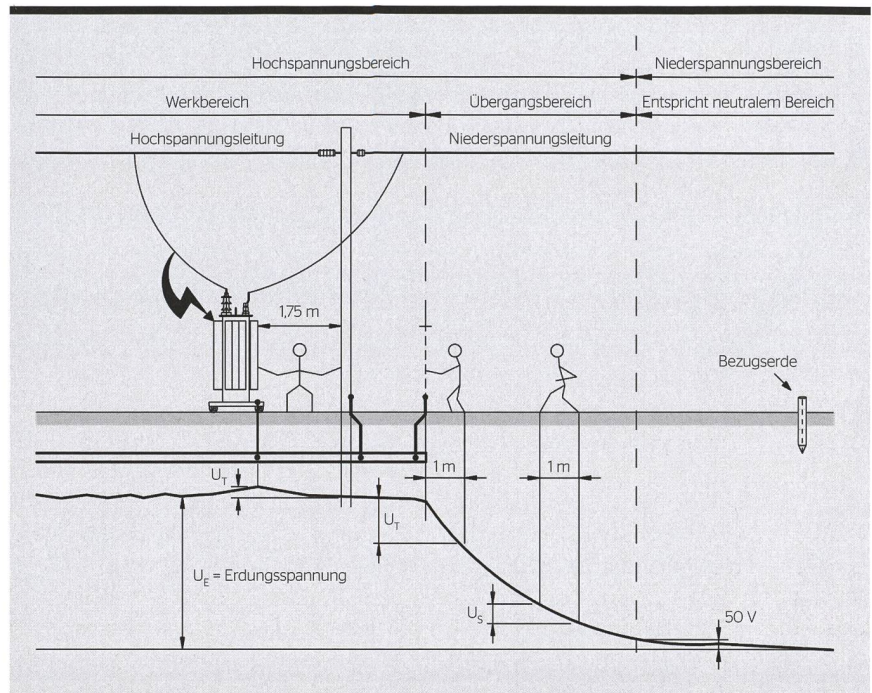 Hochspannungsbereich
Niederspannungsbereich
Werkbereich
Übergangsbereich
Entspricht neutralem Bereich
Hochspannungsleitung
Niederspannungsleitung
1,75 m
Bezugserde
1 m
1 m
U_T
U_T
U_E = Erdungsspannung
U_S
50 V